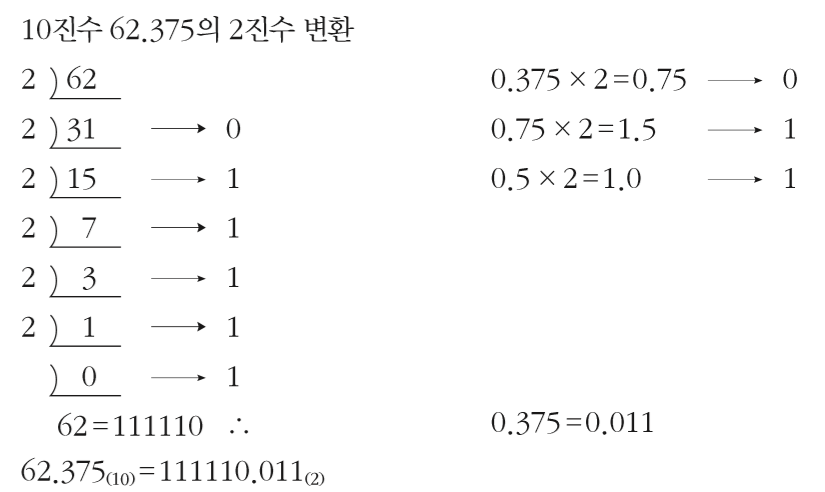 10진수 62.375의 2진수 변환
2 ) 62
2 ) 31 → 0
2 ) 15 → 1
2 ) 7 → 1
2 ) 3 → 1
2 ) 1 → 1
) 0 → 1
62=111110 ∴
0.375×2=0.75 → 0
0.75×2=1.5 → 1
0.5×2=1.0 → 1
0.375=0.011
62.375(10)=111110.011(2)